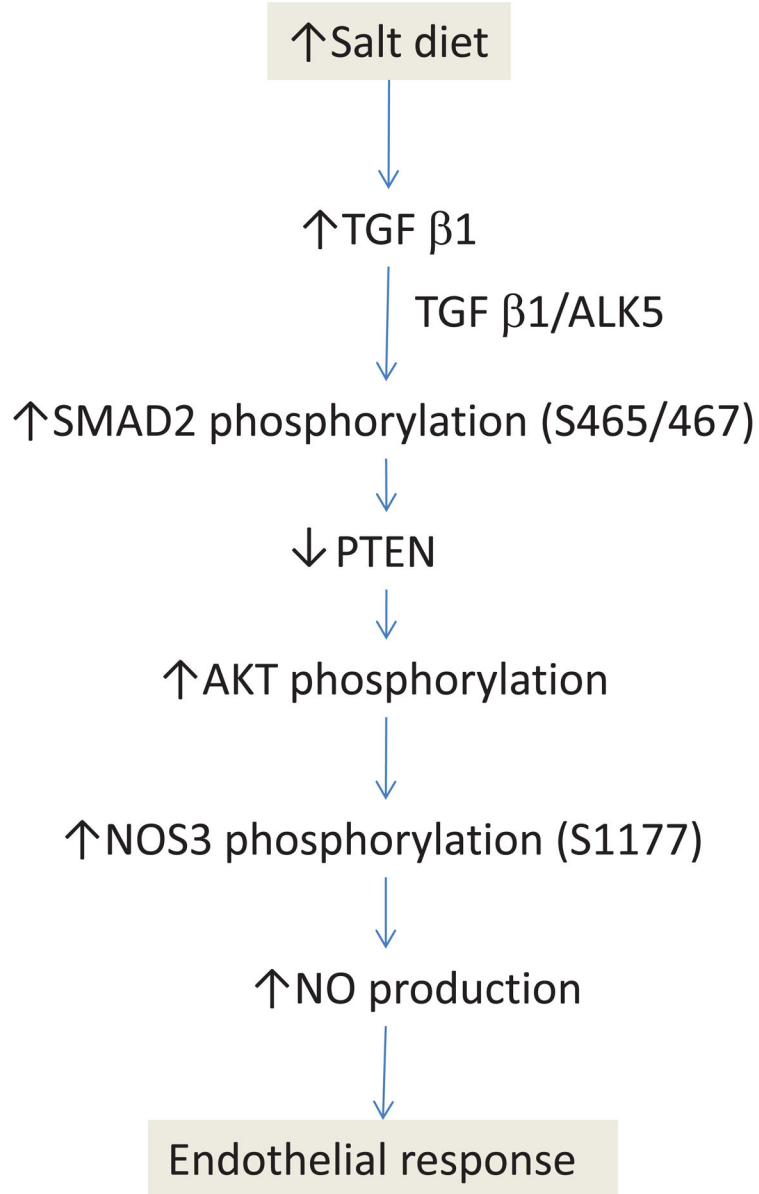 ↑Salt diet
↑TGF β1
TGF β1/ALK5
↑SMAD2 phosphorylation (S465/467)
↓PTEN
↑AKT phosphorylation
↑NOS3 phosphorylation (S1177)
↑NO production
Endothelial response